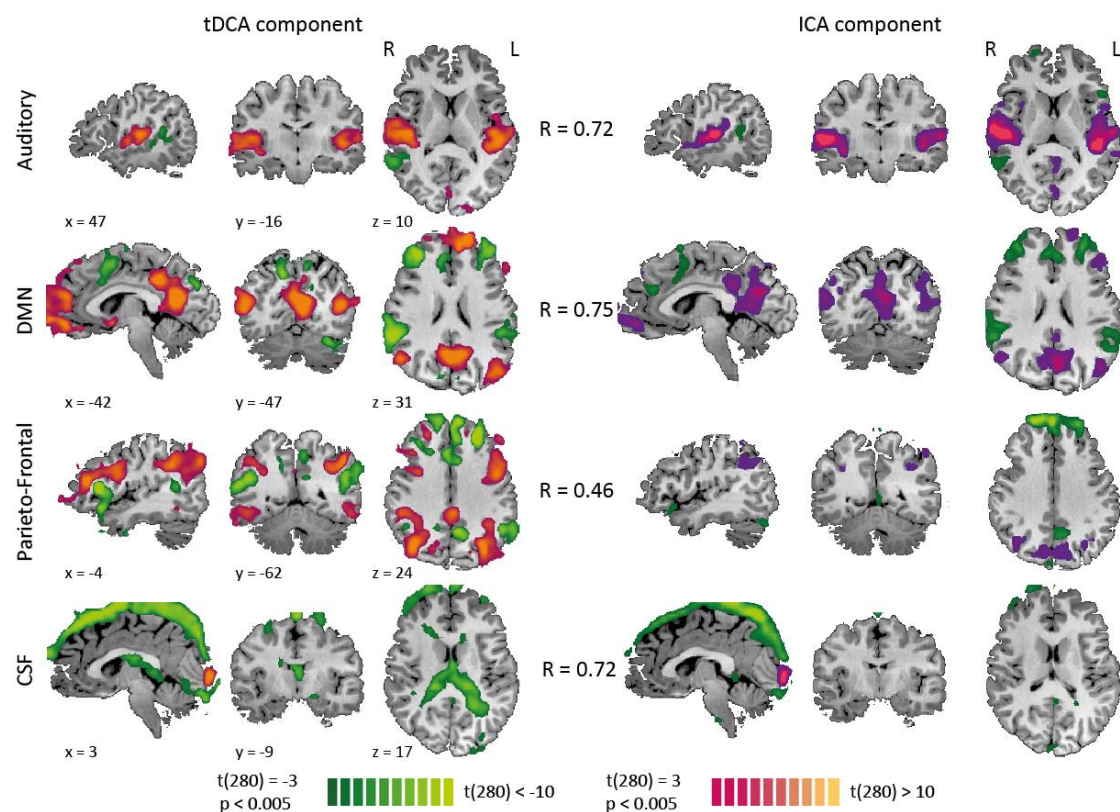 tDCA component
ICA component
R L
R L
Auditory
R = 0.72
x = 47 y = -16 z = 10
DMN
R = 0.75
x = -42 y = -47 z = 31
Parieto-Frontal
R = 0.46
x = -4 y = -62 z = 24
CSF
R = 0.72
x = 3 y = -9 z = 17
t(280) = -3 t(280) < -10
p < 0.005
t(280) = 3 t(280) > 10
p < 0.005